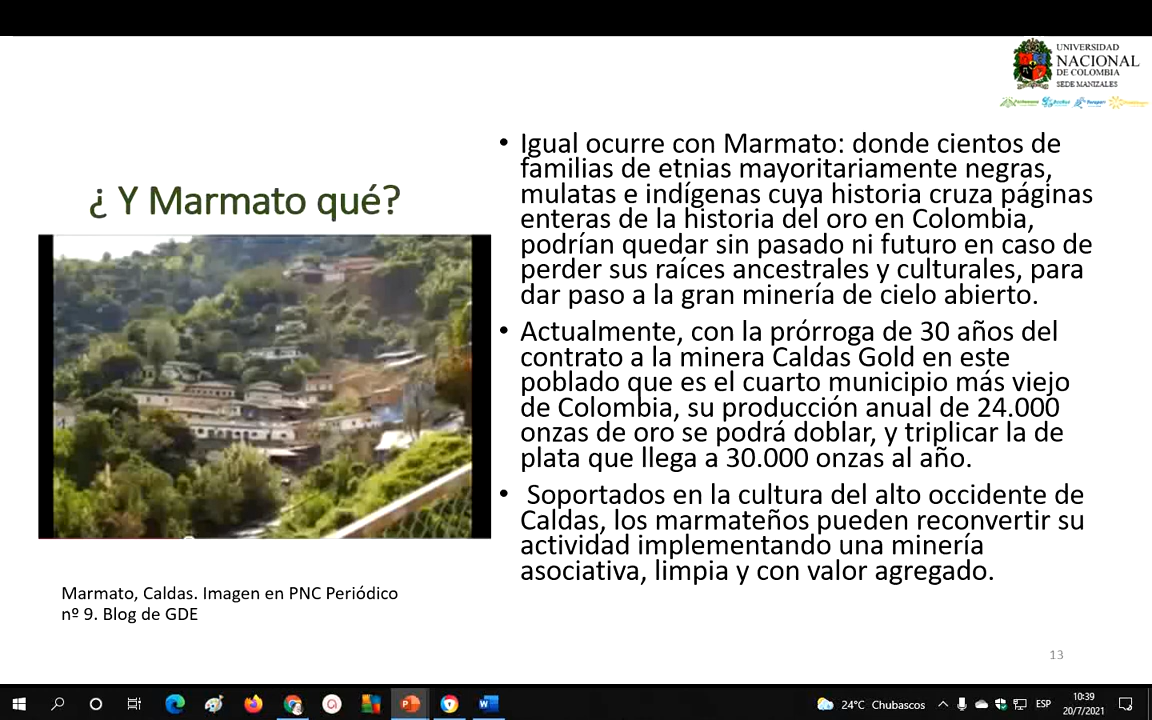 UNIVERSIDAD
NACIONAL
DE COLOMBIA
SEDE MANIZALES
¿ Y Marmato qué?
• Igual ocurre con Marmato: donde cientos de
familias de etnias mayoritariamente negras,
mulatas e indígenas cuya historia cruza páginas
enteras de la historia del oro en Colombia,
podrían quedar sin pasado ni futuro en caso de
perder sus raíces ancestrales y culturales, para
dar paso a la gran minería de cielo abierto.
• Actualmente, con la prórroga de 30 años del
contrato a la minera Caldas Gold en este
poblado que es el cuarto municipio más viejo
de Colombia, su producción anual de 24.000
onzas de oro se podrá doblar, y triplicar la de
plata que llega a 30.000 onzas al año.
• Soportados en la cultura del alto occidente de
Caldas, los marmateños pueden reconvertir su
actividad implementando una minería
asociativa, limpia y con valor agregado.
Marmato, Caldas. Imagen en PNC Periódico
nº 9. Blog de GDE
13
24°C Chubascos
ESP
10:39
20/7/2021